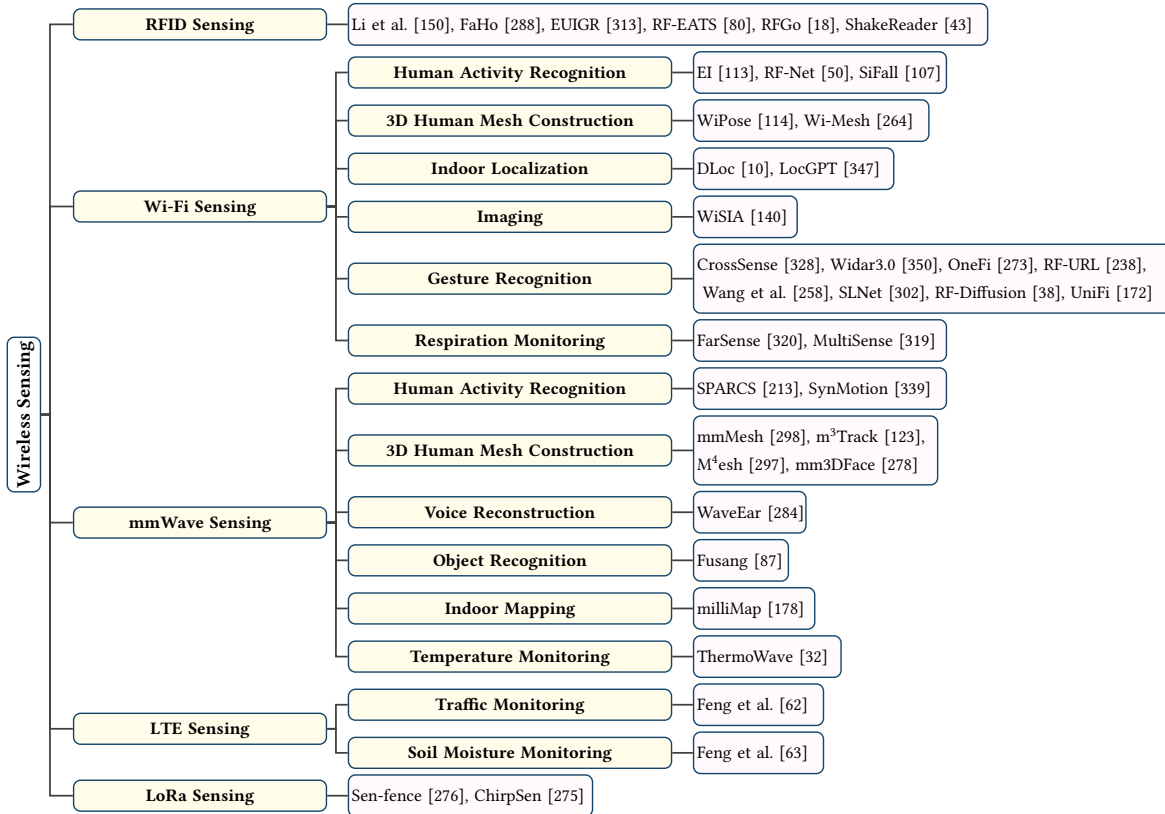 RFID Sensing
Li et al. [150], FaHo [288], EUIGR [313], RF-EATS [80], RFGo [18], ShakeReader [43]
Human Activity Recognition
EI [113], RF-Net [50], SiFall [107]
3D Human Mesh Construction
WiPose [114], Wi-Mesh [264]
Indoor Localization
DLoc [10], LocGPT [347]
Wi-Fi Sensing
Imaging
WiSIA [140]
Gesture Recognition
CrossSense [328], Widar3.0 [350], OneFi [273], RF-URL [238],
Wang et al. [258], SLNet [302], RF-Diffusion [38], UniFi [172]
Respiration Monitoring
FarSense [320], MultiSense [319]
Wireless Sensing
Human Activity Recognition
SPARCS [213], SynMotion [339]
3D Human Mesh Construction
mmMesh [298], m³Track [123],
M⁴esh [297], mm3DFace [278]
mmWave Sensing
Voice Reconstruction
WaveEar [284]
Object Recognition
Fusang [87]
Indoor Mapping
milliMap [178]
Temperature Monitoring
ThermoWave [32]
LTE Sensing
Traffic Monitoring
Feng et al. [62]
Soil Moisture Monitoring
Feng et al. [63]
LoRa Sensing
Sen-fence [276], ChirpSen [275]